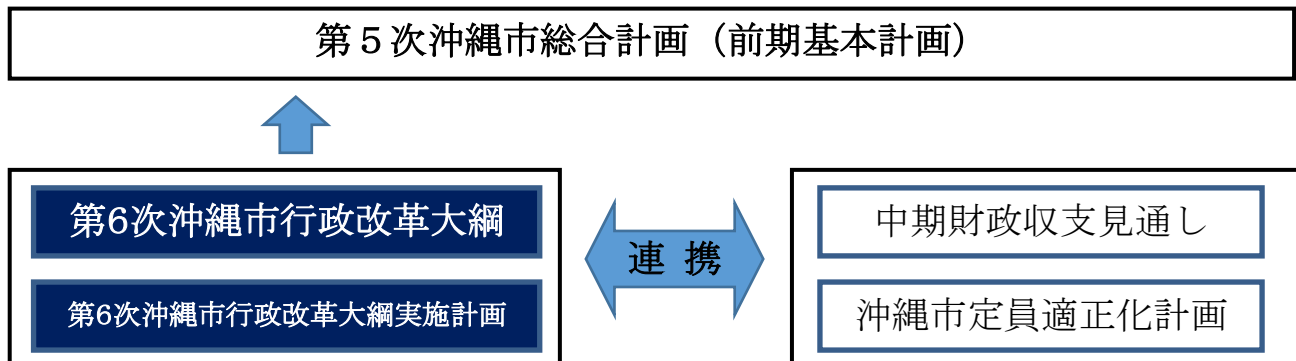 第５次沖縄市総合計画（前期基本計画）
第6次沖縄市行政改革大綱
第6次沖縄市行政改革大綱実施計画
連 携
中期財政収支見通し
沖縄市定員適正化計画